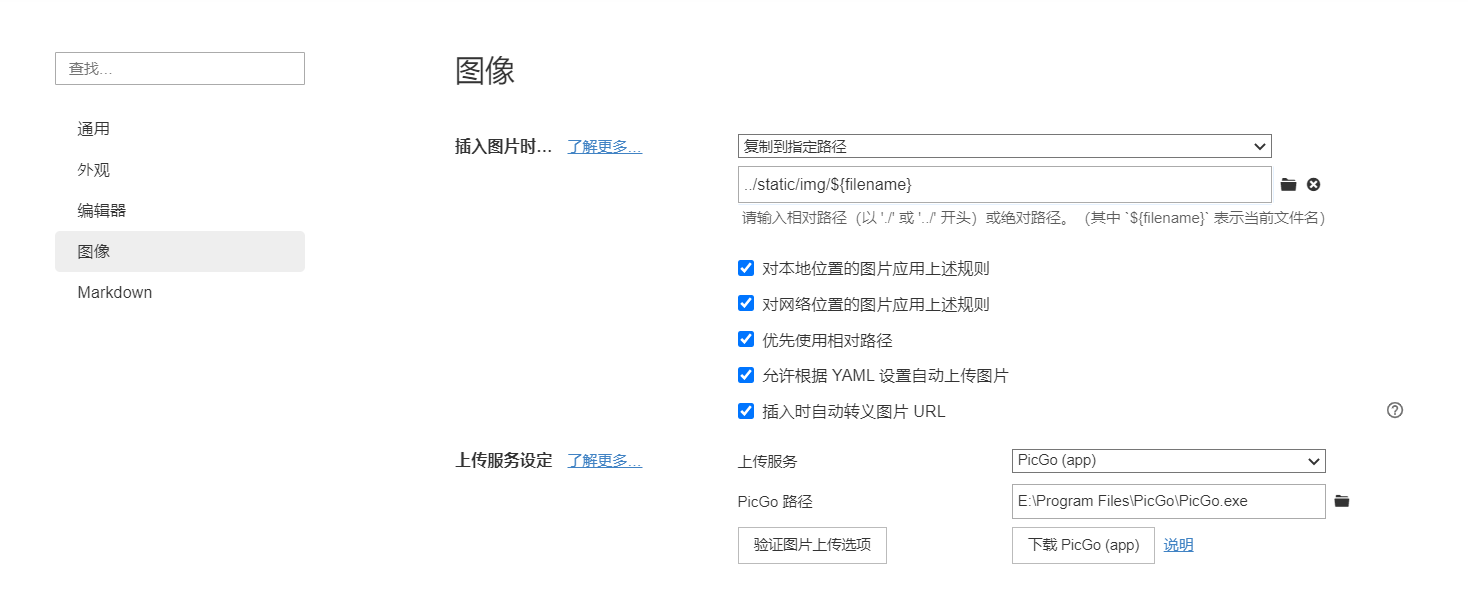 查找...
通用
外观
编辑器
图像
Markdown
图像
插入图片时... 了解更多...
复制到指定路径
../static/img/${filename}
请输入相对路径（以 './' 或 '../' 开头）或绝对路径。（其中 `${filename}` 表示当前文件名）
对本地位置的图片应用上述规则
对网络位置的图片应用上述规则
优先使用相对路径
允许根据 YAML 设置自动上传图片
插入时自动转义图片 URL
上传服务设定 了解更多...
上传服务 PicGo (app)
PicGo 路径 E:\Program Files\PicGo\PicGo.exe
验证图片上传选项 下载 PicGo (app) 说明